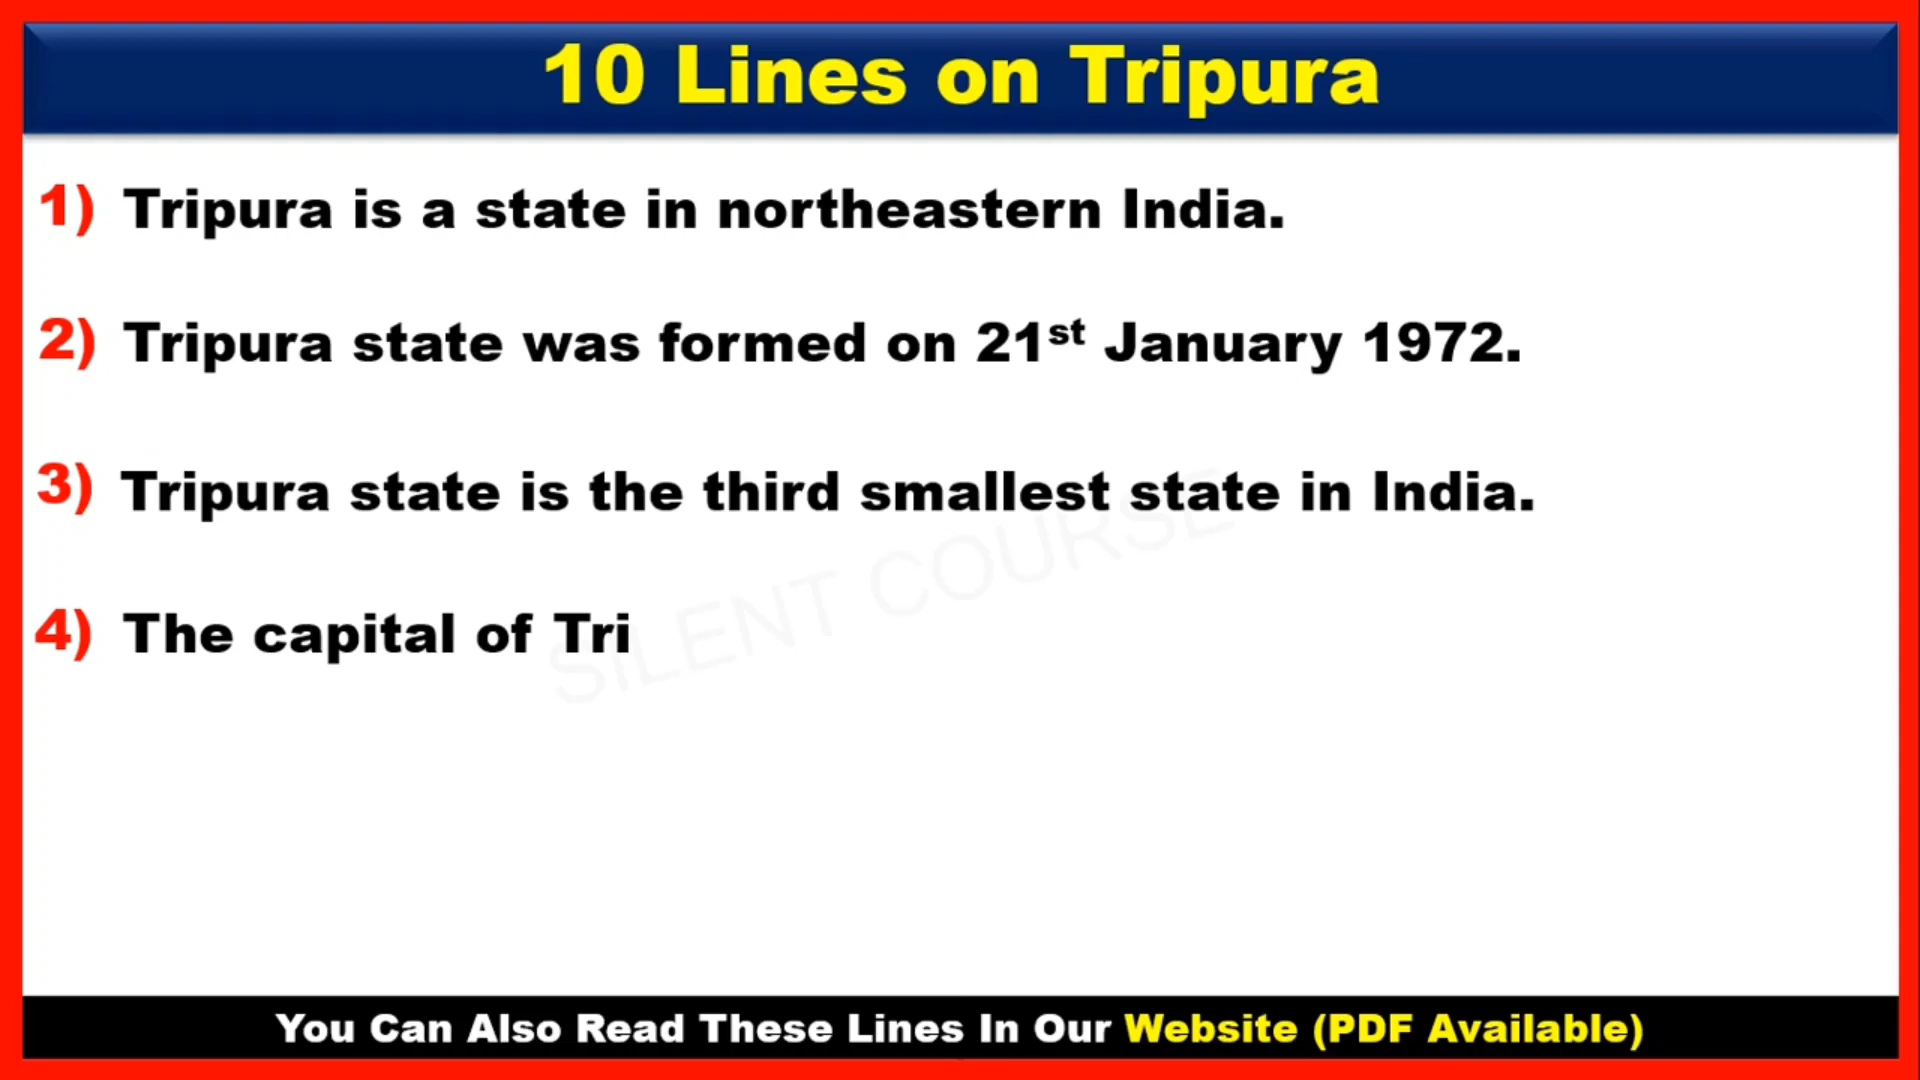 10 Lines on Tripura
1) Tripura is a state in northeastern India.
2) Tripura state was formed on 21st January 1972.
3) Tripura state is the third smallest state in India.
SILENT COURSE
4) The capital of Tri
You Can Also Read These Lines In Our Website (PDF Available)